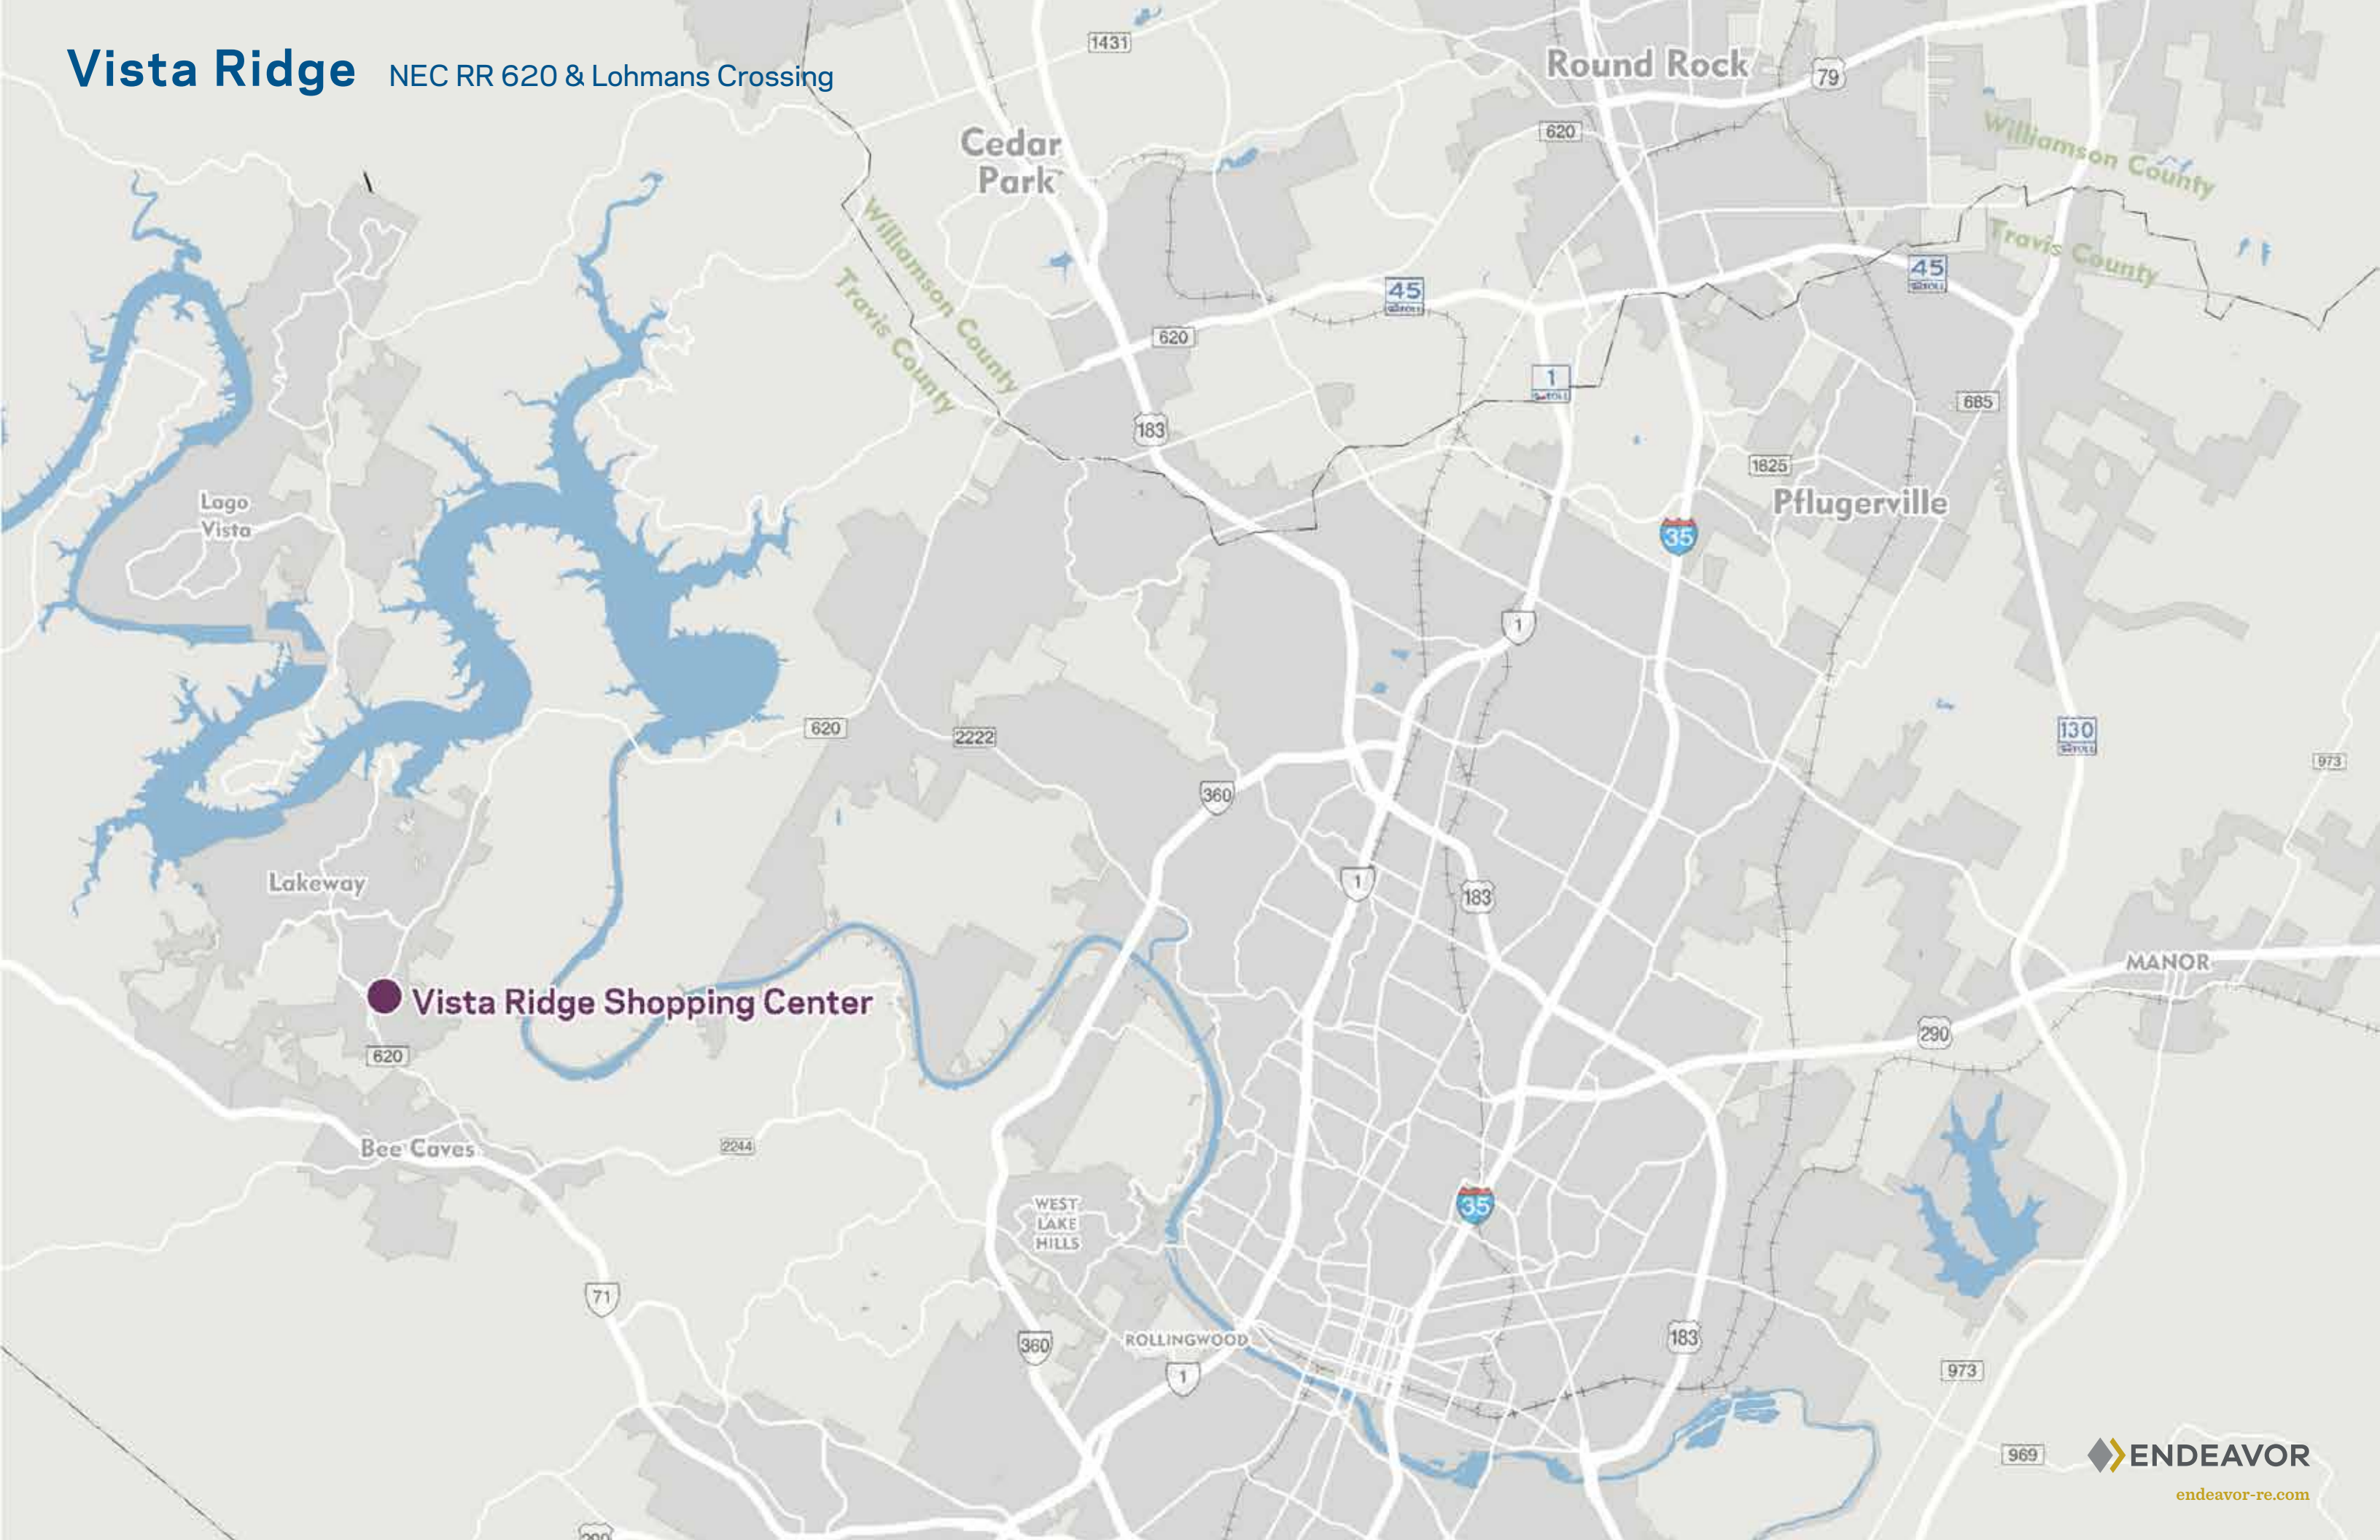 Vista Ridge NEC RR 620 & Lohmans Crossing
1431
Round Rock
79
Cedar
Park
620
Williamson County
Travis County
Williamson County
Travis County
45
45
620
1
183
685
1825
Pflugerville
35
Lago
Vista
1
620
2222
130
973
360
Lakeway
1
183
MANOR
Vista Ridge Shopping Center
620
290
Bee Caves
2244
WEST
LAKE
HILLS
35
71
360
ROLLINGWOOD
1
183
973
969
ENDEAVOR
endeavor-re.com